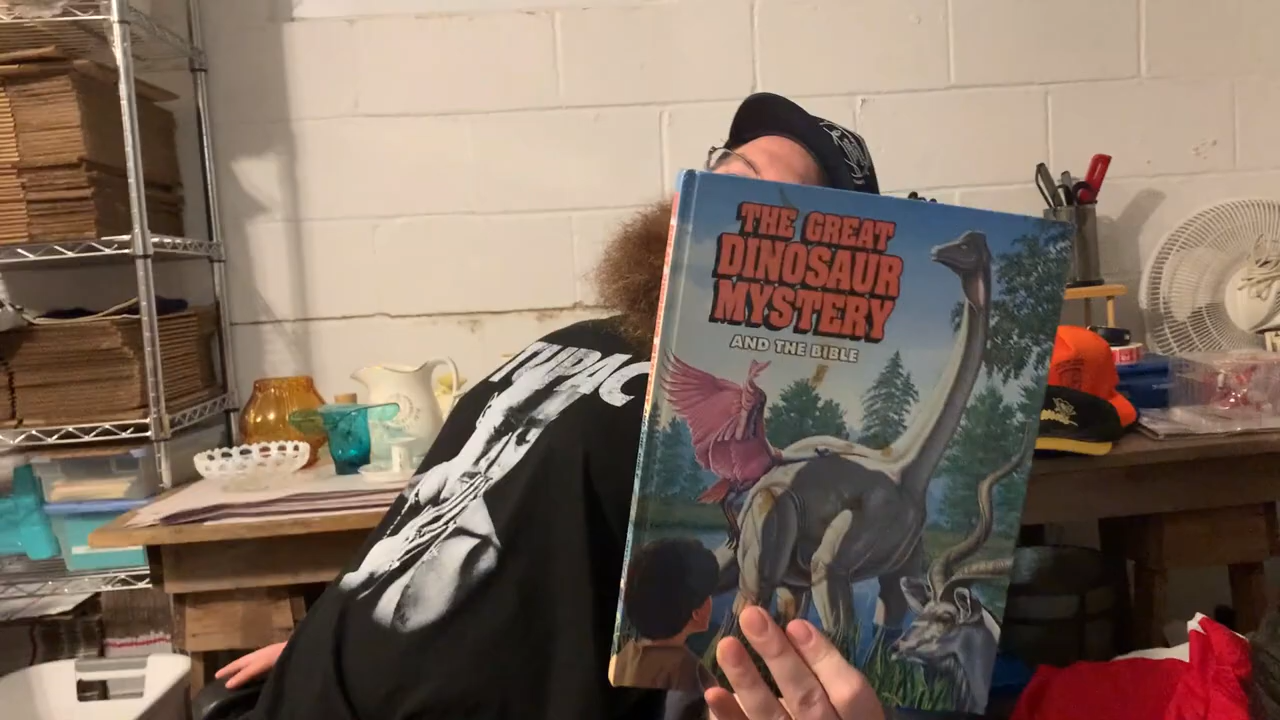 THE GREAT
DINOSAUR
MYSTERY
AND THE BIBLE
TUPAC